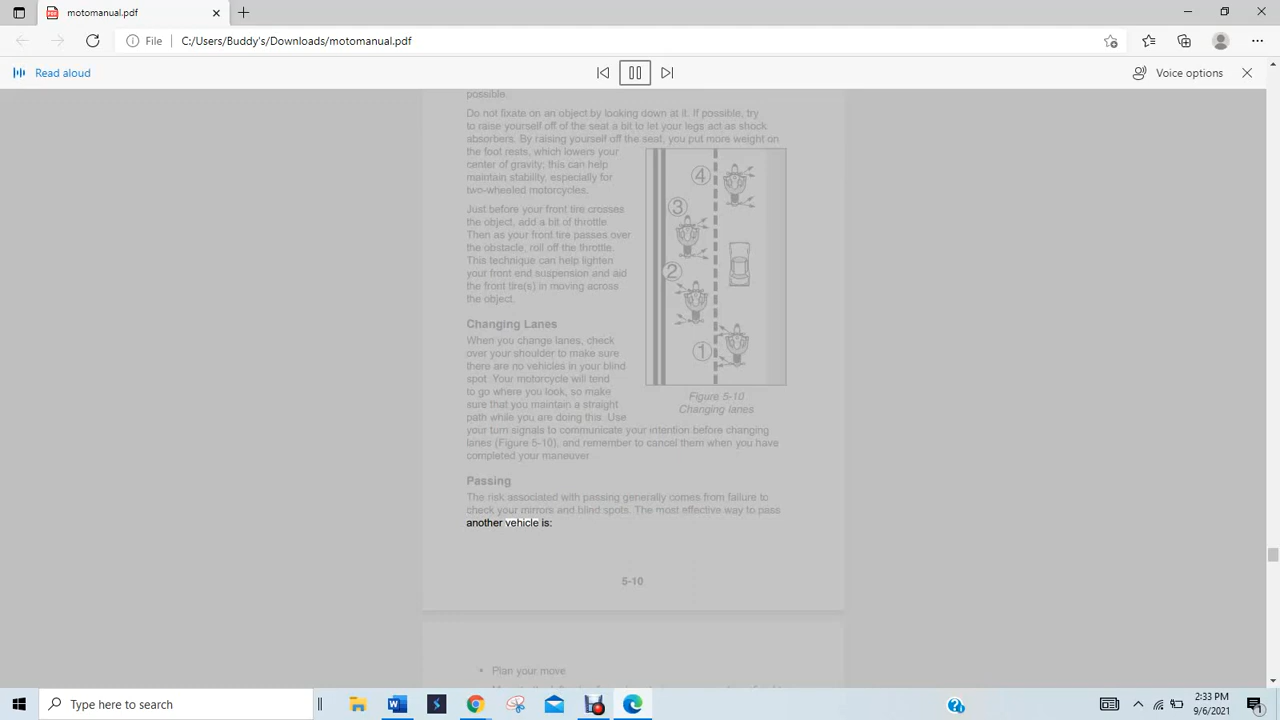 motomanual.pdf
File
C:/Users/Buddy's/Downloads/motomanual.pdf
Read aloud
Voice options
possible.
Do not fixate on an object by looking down at it. If possible, try
to raise yourself off of the seat a bit to let your legs act as shock
absorbers. By raising yourself off the seat, you put more weight on
the foot rests, which lowers your
center of gravity; this can help
maintain stability, especially for
two-wheeled motorcycles.
Just before your front tire crosses
the object, add a bit of throttle.
Then as your front tire passes over
the obstacle, roll off the throttle.
This technique can help lighten
your front end suspension and aid
the front tire(s) in moving across
the object.
4
3
2
1
Figure 5-10
Changing lanes
Changing Lanes
When you change lanes, check
over your shoulder to make sure
there are no vehicles in your blind
spot. Your motorcycle will tend
to go where you look, so make
sure that you maintain a straight
path while you are doing this. Use
your turn signals to communicate your intention before changing
lanes (Figure 5-10), and remember to cancel them when you have
completed your maneuver.
Passing
The risk associated with passing generally comes from failure to
check your mirrors and blind spots. The most effective way to pass
another vehicle is:
5-10
• Plan your move
Type here to search
2:33 PM
9/6/2021